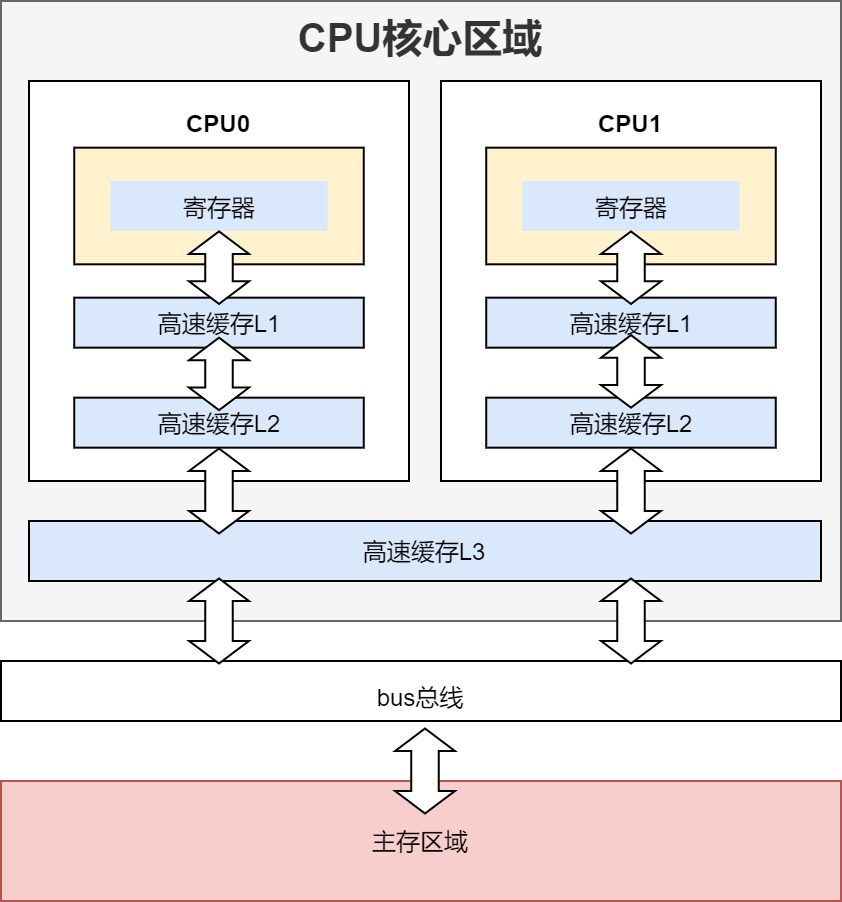 CPU核心区域
CPU0
寄存器
高速缓存L1
高速缓存L2
CPU1
寄存器
高速缓存L1
高速缓存L2
高速缓存L3
bus总线
主存区域